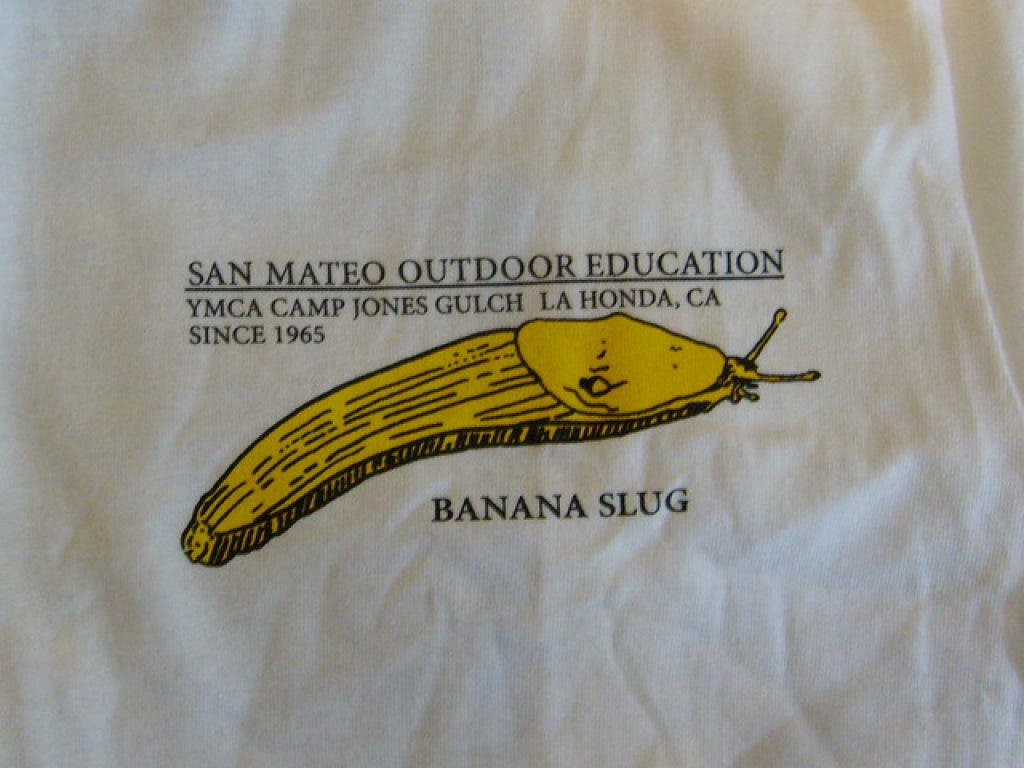 SAN MATEO OUTDOOR EDUCATION
YMCA CAMP JONES GULCH LA HONDA, CA
SINCE 1965
BANANA SLUG